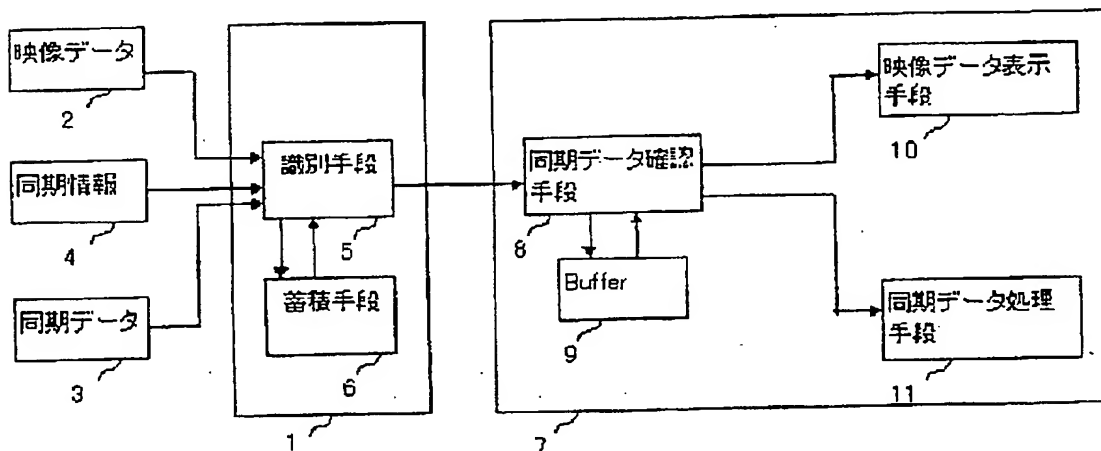 映像データ
2
同期情報
4
同期データ
3
識別手段
5
蓄積手段
6
1
同期データ確認
手段
8
Buffer
9
7
映像データ表示
手段
10
同期データ処理
手段
11